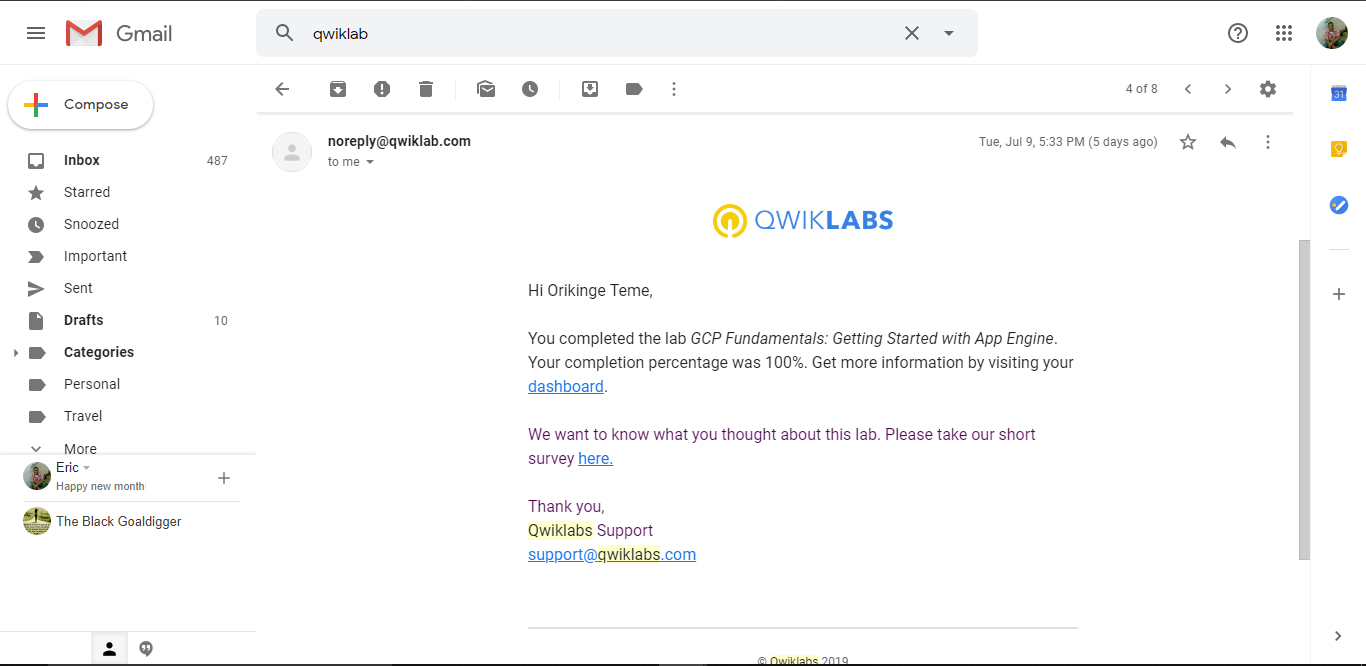 Gmail
qwiklab
Compose
4 of 8
31
Inbox 487
Starred
Snoozed
Important
Sent
Drafts 10
Categories
Personal
Travel
More
Eric
Happy new month
The Black Goaldigger
noreply@qwiklab.com
to me
Tue, Jul 9, 5:33 PM (5 days ago)
QWIKLABS
Hi Orikinge Teme,
You completed the lab GCP Fundamentals: Getting Started with App Engine.
Your completion percentage was 100%. Get more information by visiting your
dashboard.
We want to know what you thought about this lab. Please take our short
survey here.
Thank you,
Qwiklabs Support
support@qwiklabs.com
© Qwiklabs 2019